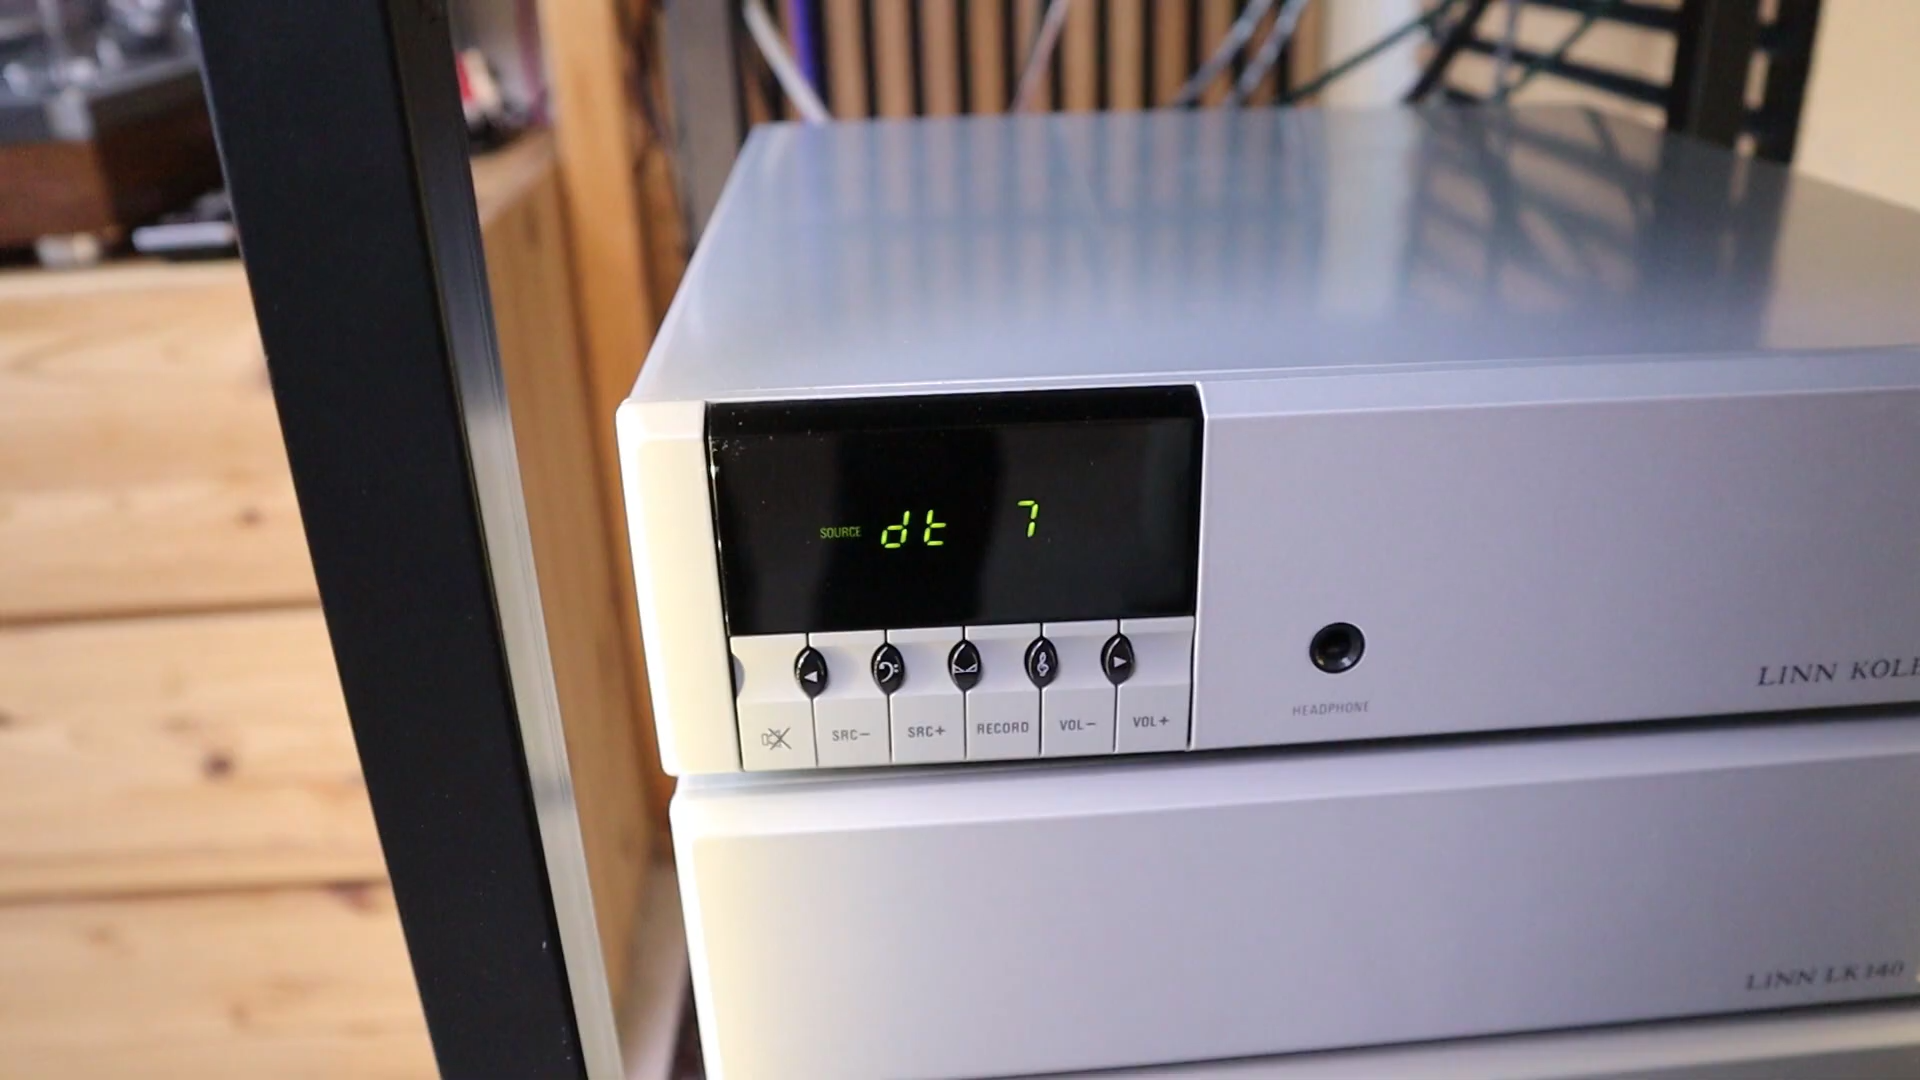 SOURCE dt 7
SRC- SRC+ RECORD VOL- VOL+
HEADPHONE
LINN KOLE
LINN LK140